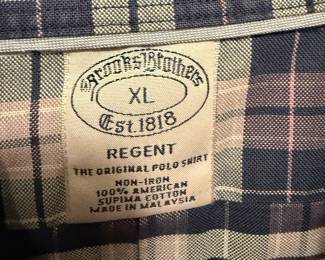 Brooks Brothers
XL
Est. 1818
REGENT
THE ORIGINAL POLO SHIRT
NON-IRON
100% AMERICAN
SUPIMA COTTON
MADE IN MALAYSIA